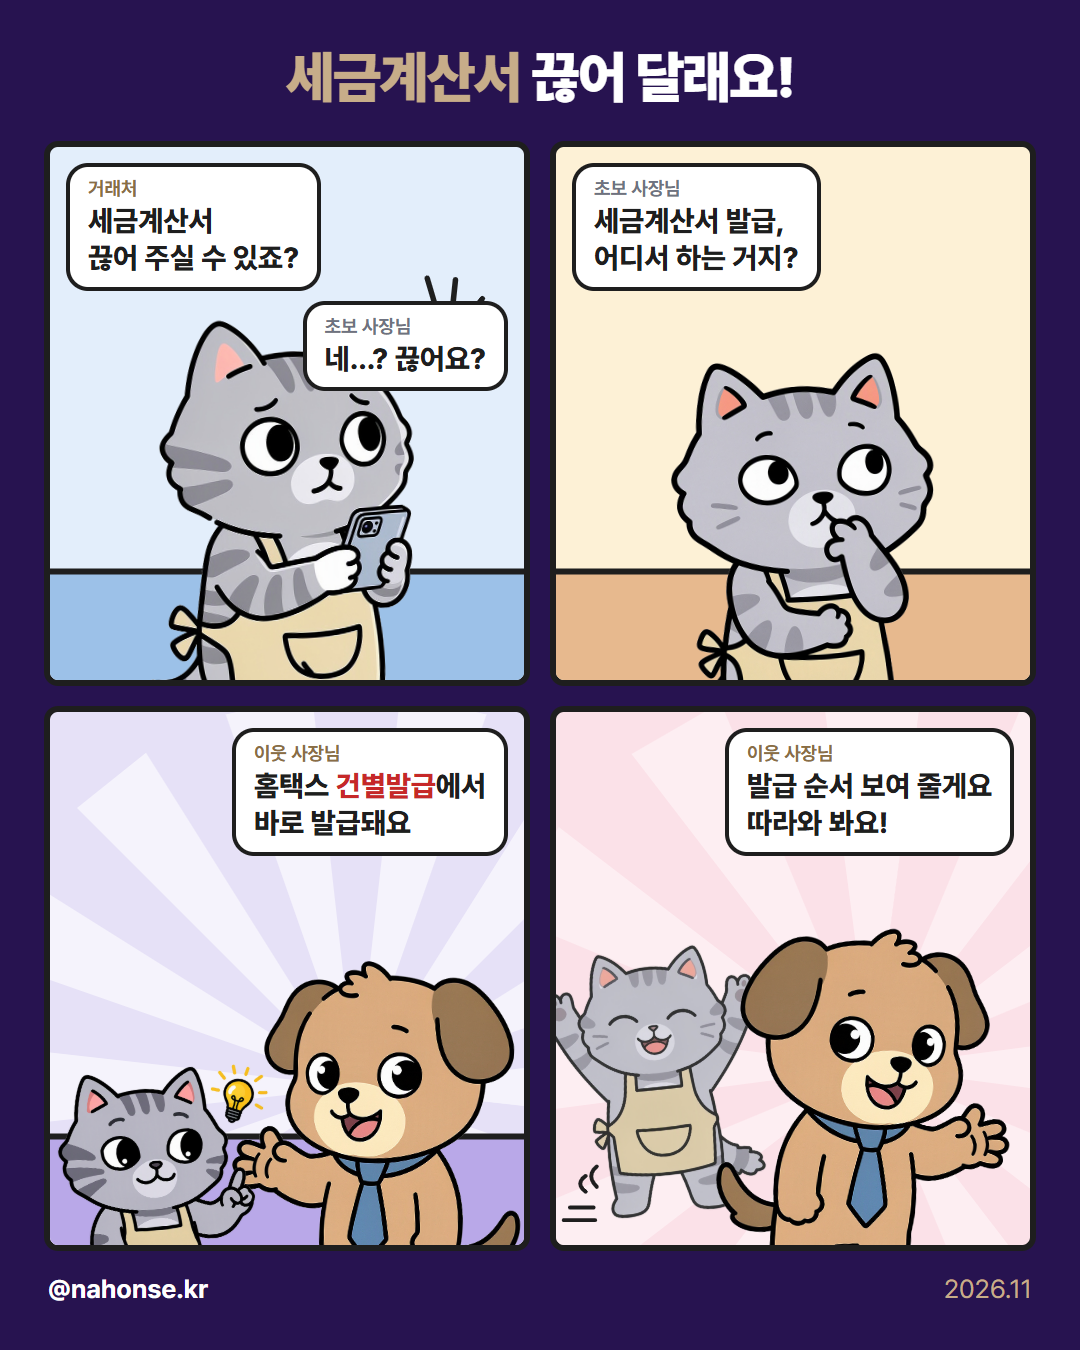 세금계산서 끊어 달래요!
거래처
세금계산서
끊어 주실 수 있죠?
초보 사장님
네...? 끊어요?
초보 사장님
세금계산서 발급,
어디서 하는 거지?
이웃 사장님
홈택스 건별발급에서
바로 발급돼요
이웃 사장님
발급 순서 보여 줄게요
따라와 봐요!
@nahonse.kr
2026.11